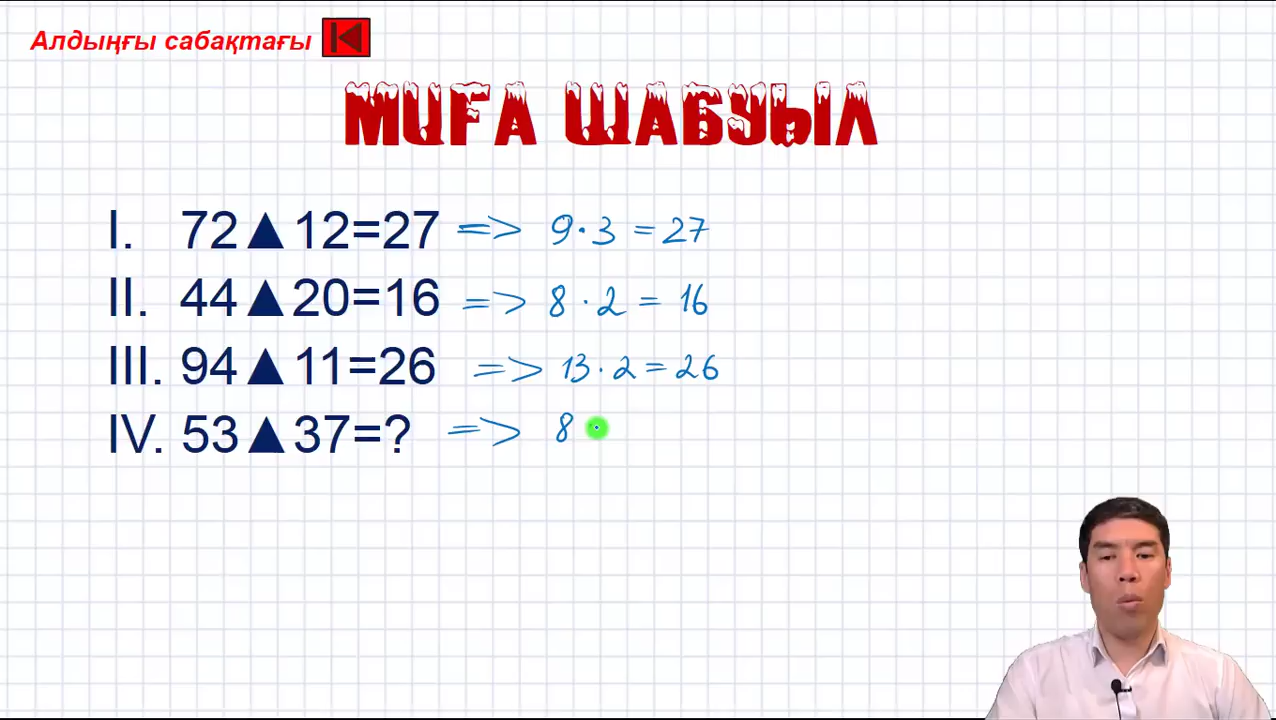 Алдыңғы сабақтағы
МИҒА ШАБУЫЛ
I. 72▲12=27 => 9·3=27
II. 44▲20=16 => 8·2=16
III. 94▲11=26 => 13·2=26
IV. 53▲37=? => 8